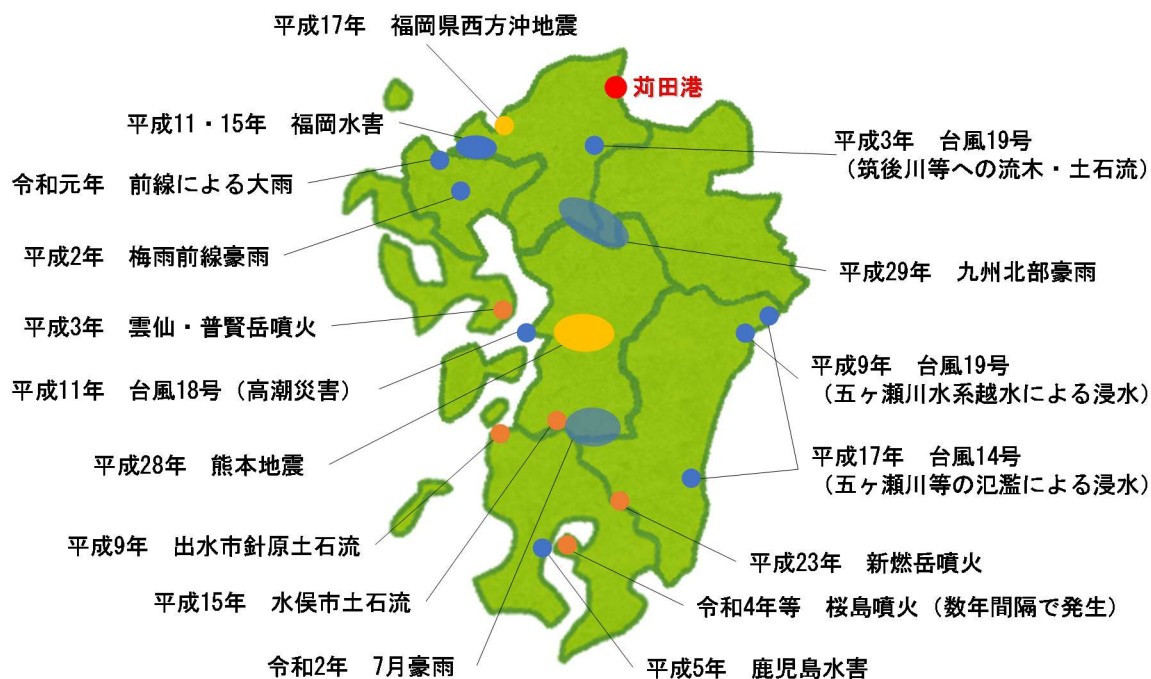 平成17年　福岡県西方沖地震
苅田港
平成11・15年　福岡水害
令和元年　前線による大雨
平成2年　梅雨前線豪雨
平成3年　雲仙・普賢岳噴火
平成11年　台風18号（高潮災害）
平成28年　熊本地震
平成9年　出水市針原土石流
平成15年　水俣市土石流
令和2年　7月豪雨
平成3年　台風19号
（筑後川等への流木・土石流）
平成29年　九州北部豪雨
平成9年　台風19号
（五ヶ瀬川水系越水による浸水）
平成17年　台風14号
（五ヶ瀬川等の氾濫による浸水）
平成23年　新燃岳噴火
令和4年等　桜島噴火（数年間隔で発生）
平成5年　鹿児島水害